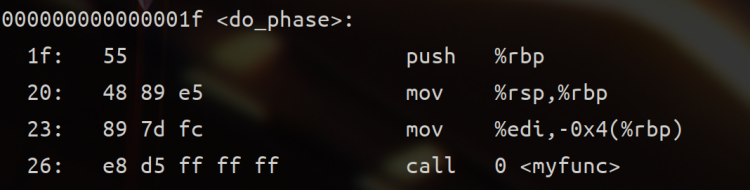 000000000000001f <do_phase>:
1f: 55 push %rbp
20: 48 89 e5 mov %rsp,%rbp
23: 89 7d fc mov %edi,-0x4(%rbp)
26: e8 d5 ff ff ff call 0 <myfunc>